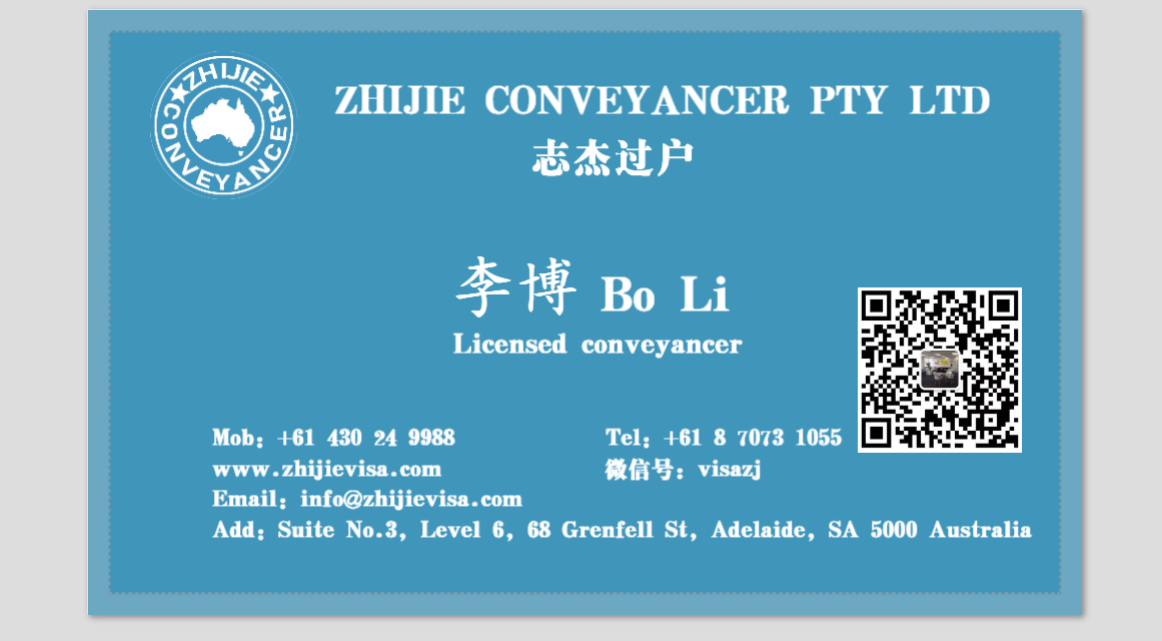 ZHIJIE CONVEYANCER
ZHIJIE CONVEYANCER PTY LTD
志杰过户
李博 Bo Li
Licensed conveyancer
Mob：+61 430 24 9988
Tel：+61 8 7073 1055
www.zhijievisa.com
微信号：visazj
Email：info@zhijievisa.com
Add：Suite No.3, Level 6, 68 Grenfell St, Adelaide, SA 5000 Australia